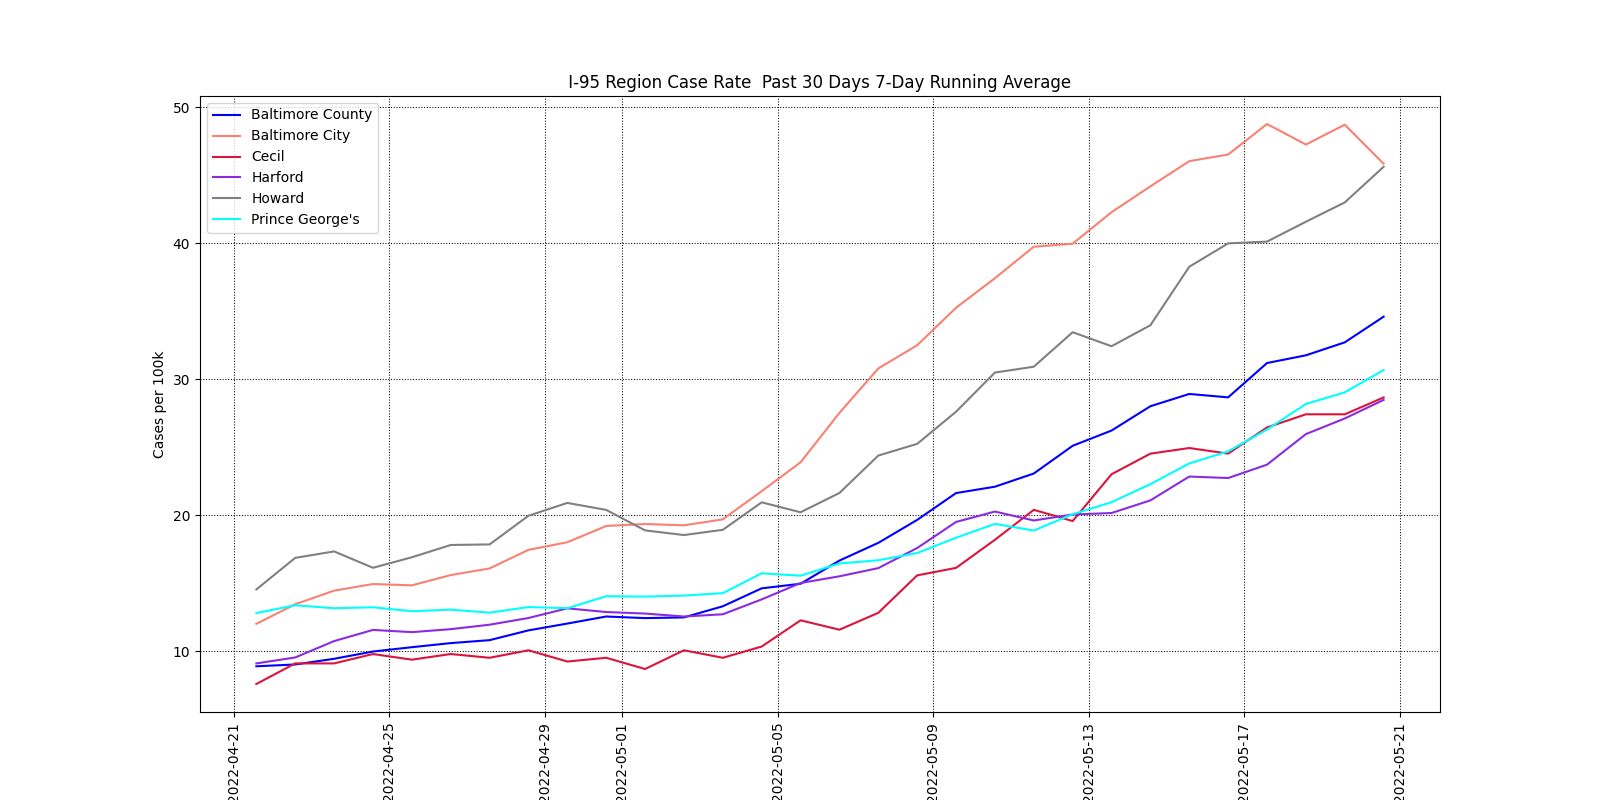 I-95 Region Case Rate  Past 30 Days 7-Day Running Average
Baltimore County
Baltimore City
Cecil
Harford
Howard
Prince George's
Cases per 100k
50
40
30
20
10
2022-04-21
2022-04-25
2022-04-29
2022-05-01
2022-05-05
2022-05-09
2022-05-13
2022-05-17
2022-05-21